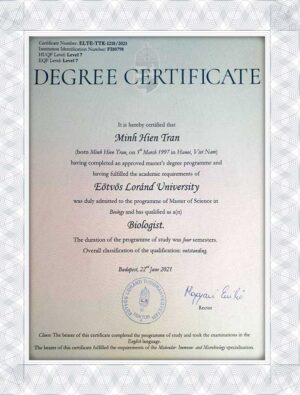 Certificate Number: ELTE-TTK-1231/2021
Institution Identification Number: FI80798
HU/QF Level: Level 7
EQF Level: Level 7
DEGREE CERTIFICATE
It is hereby certified that
Minh Hien Tran
(born Minh Hien Tran, on 5th March 1997 in Hanoi, Viet Nam)
having completed an approved master's degree programme and
having fulfilled the academic requirements of
Eötvös Loránd University
was duly admitted to the programme of Master of Science in
Biology and has qualified as a(n)
Biologist.
The duration of the programme of study was four semesters.
Overall classification of the qualification: outstanding.
Budapest, 22nd June 2021
Rector
Clause: The bearer of this certificate completed the programme of study and took the examinations in the
English language.
The bearer of this certificate fulfilled the requirements of the Molecular Immune- and Microbiology specialisation.